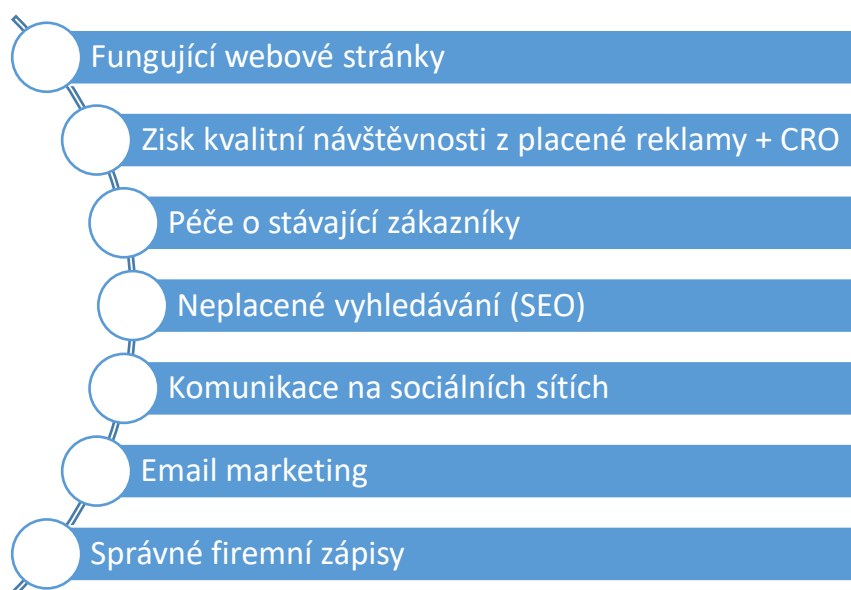 Fungující webové stránky
Zisk kvalitní návštěvnosti z placené reklamy + CRO
Péče o stávající zákazníky
Neplacené vyhledávání (SEO)
Komunikace na sociálních sítích
Email marketing
Správné firemní zápisy